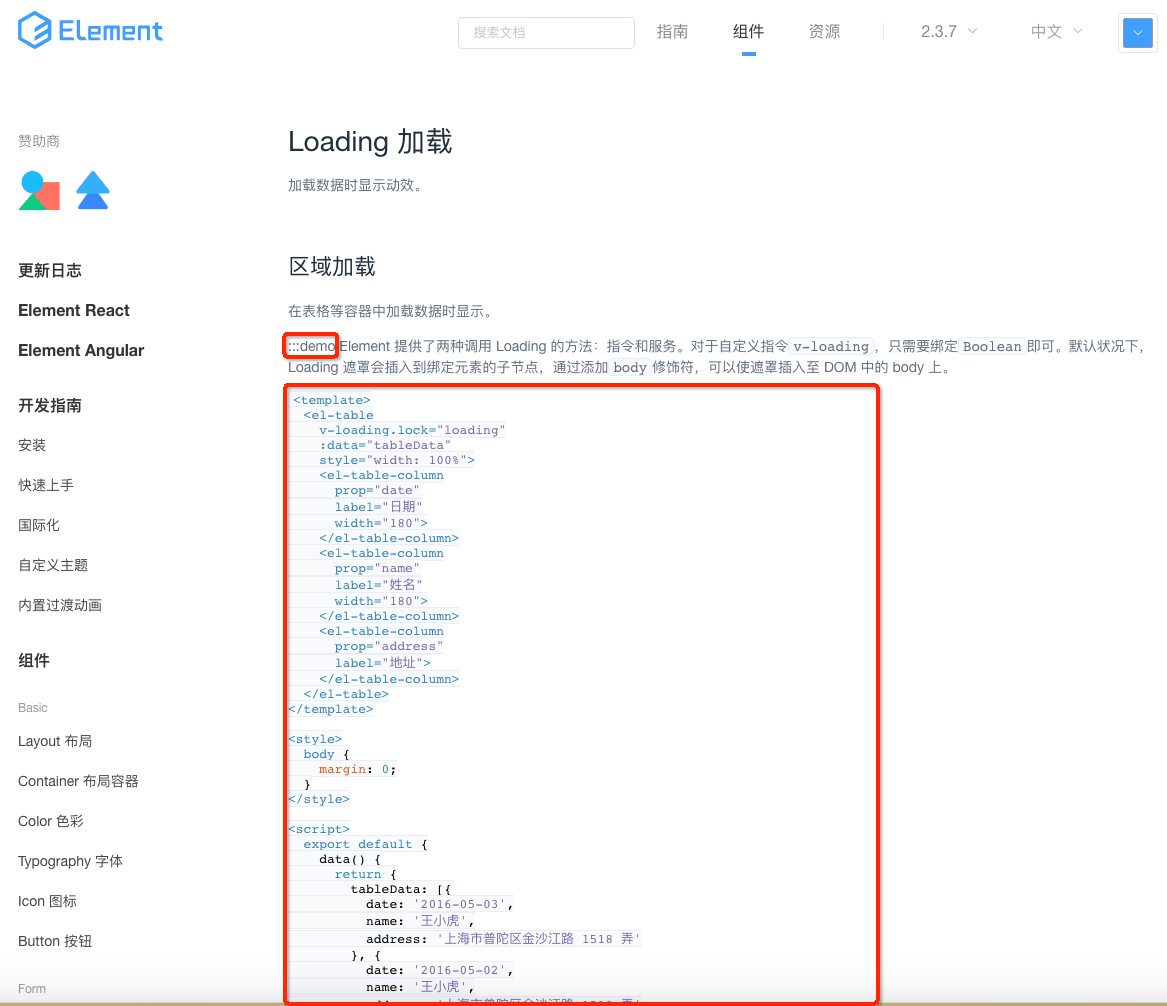 Element
搜索文档
指南
组件
资源
2.3.7
中文
赞助商
更新日志
Element React
Element Angular
开发指南
安装
快速上手
国际化
自定义主题
内置过渡动画
组件
Basic
Layout 布局
Container 布局容器
Color 色彩
Typography 字体
Icon 图标
Button 按钮
Form
Loading 加载
加载数据时显示动效。
区域加载
在表格等容器中加载数据时显示。
:::demo Element 提供了两种调用 Loading 的方法：指令和服务。对于自定义指令 v-loading，只需要绑定 Boolean 即可。默认状况下，
Loading 遮罩会插入到绑定元素的子节点，通过添加 body 修饰符，可以使遮罩插入至 DOM 中的 body 上。
<template>
<el-table
v-loading.lock="loading"
:data="tableData"
style="width: 100%">
<el-table-column
prop="date"
label="日期"
width="180">
</el-table-column>
<el-table-column
prop="name"
label="姓名"
width="180">
</el-table-column>
<el-table-column
prop="address"
label="地址">
</el-table-column>
</el-table>
</template>
<style>
body {
margin: 0;
}
</style>
<script>
export default {
data() {
return {
tableData: [{
date: '2016-05-03',
name: '王小虎',
address: '上海市普陀区金沙江路 1518 弄'
}, {
date: '2016-05-02',
name: '王小虎',